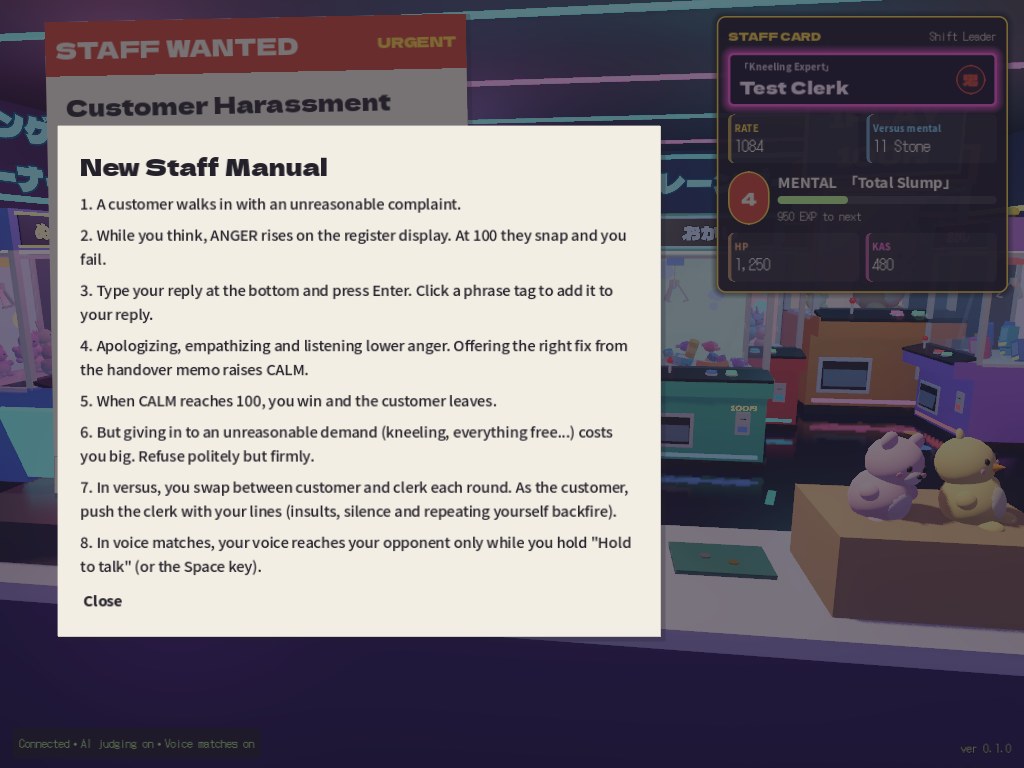 STAFF WANTED
URGENT
Customer Harassment
New Staff Manual
1. A customer walks in with an unreasonable complaint.
2. While you think, ANGER rises on the register display. At 100 they snap and you
fail.
3. Type your reply at the bottom and press Enter. Click a phrase tag to add it to
your reply.
4. Apologizing, empathizing and listening lower anger. Offering the right fix from
the handover memo raises CALM.
5. When CALM reaches 100, you win and the customer leaves.
6. But giving in to an unreasonable demand (kneeling, everything free...) costs
you big. Refuse politely but firmly.
7. In versus, you swap between customer and clerk each round. As the customer,
push the clerk with your lines (insults, silence and repeating yourself backfire).
8. In voice matches, your voice reaches your opponent only while you hold "Hold
to talk" (or the Space key).
Close
STAFF CARD
Shift Leader
「Kneeling Expert」
Test Clerk
RATE
1084
Versus mental
11 Stone
4
MENTAL 「Total Slump」
950 EXP to next
HP
1,250
KAS
480
100円
Connected • AI judging on • Voice matches on
ver 0.1.0